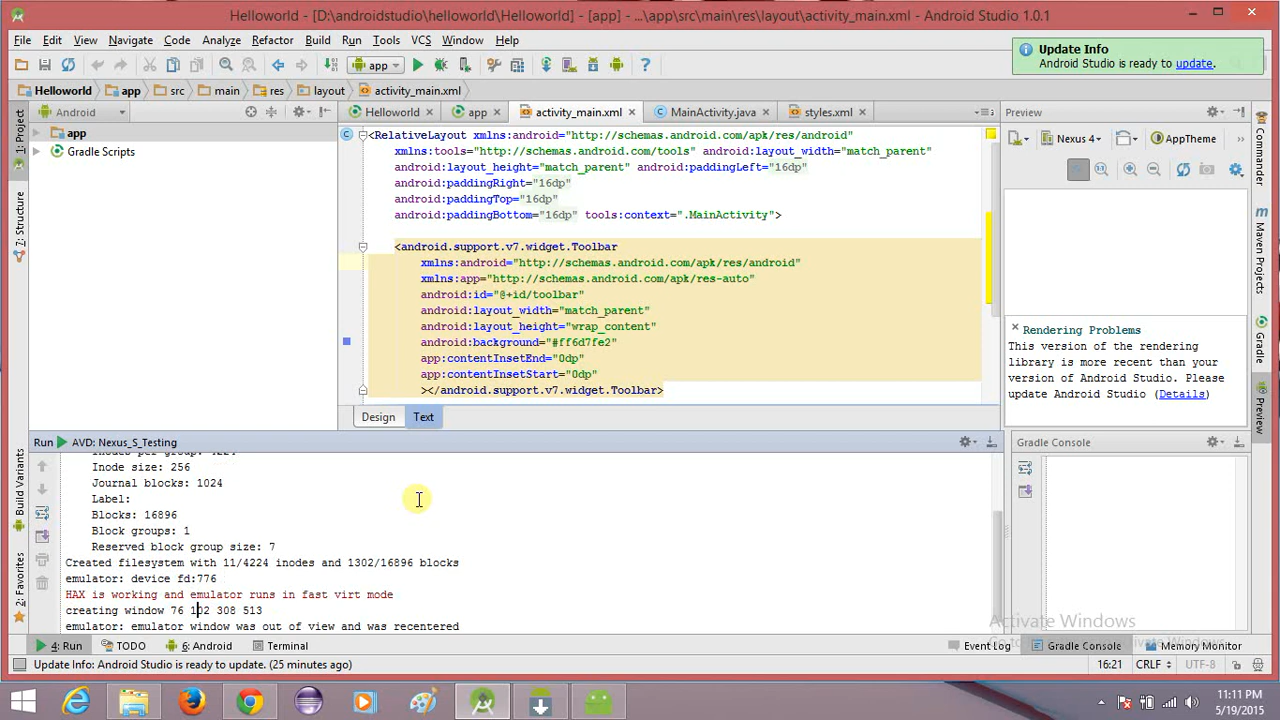 Helloworld - [D:\androidstudio\helloworld\Helloworld] - [app] - ...\app\src\main\res\layout\activity_main.xml - Android Studio 1.0.1
File Edit View Navigate Code Analyze Refactor Build Run Tools VCS Window Help
Update Info
Android Studio is ready to update.
app
Helloworld app src main res layout activity_main.xml
Android
Helloworld app activity_main.xml MainActivity.java styles.xml
Preview
1: Project
7: Structure
Build Variants
2: Favorites
app
Gradle Scripts
<RelativeLayout xmlns:android="http://schemas.android.com/apk/res/android"
xmlns:tools="http://schemas.android.com/tools" android:layout_width="match_parent"
android:layout_height="match_parent" android:paddingLeft="16dp"
android:paddingRight="16dp"
android:paddingTop="16dp"
android:paddingBottom="16dp" tools:context=".MainActivity">
<android.support.v7.widget.Toolbar
xmlns:android="http://schemas.android.com/apk/res/android"
xmlns:app="http://schemas.android.com/apk/res-auto"
android:id="@+id/toolbar"
android:layout_width="match_parent"
android:layout_height="wrap_content"
android:background="#ff6d7fe2"
app:contentInsetEnd="0dp"
app:contentInsetStart="0dp"
></android.support.v7.widget.Toolbar>
Design Text
Nexus 4 AppTheme
Rendering Problems
This version of the rendering
library is more recent than your
version of Android Studio. Please
update Android Studio (Details)
Commander
Maven Projects
Gradle
Preview
Run AVD: Nexus_S_Testing
Inode size: 256
Journal blocks: 1024
Label:
Blocks: 16896
Block groups: 1
Reserved block group size: 7
Created filesystem with 11/4224 inodes and 1302/16896 blocks
emulator: device fd:776
HAX is working and emulator runs in fast virt mode
creating window 76 102 308 513
emulator: emulator window was out of view and was recentered
Gradle Console
Activate Windows
4: Run TODO 6: Android Terminal Event Log Gradle Console Memory Monitor
Update Info: Android Studio is ready to update. (25 minutes ago) 16:21 CRLF UTF-8
11:11 PM
5/19/2015